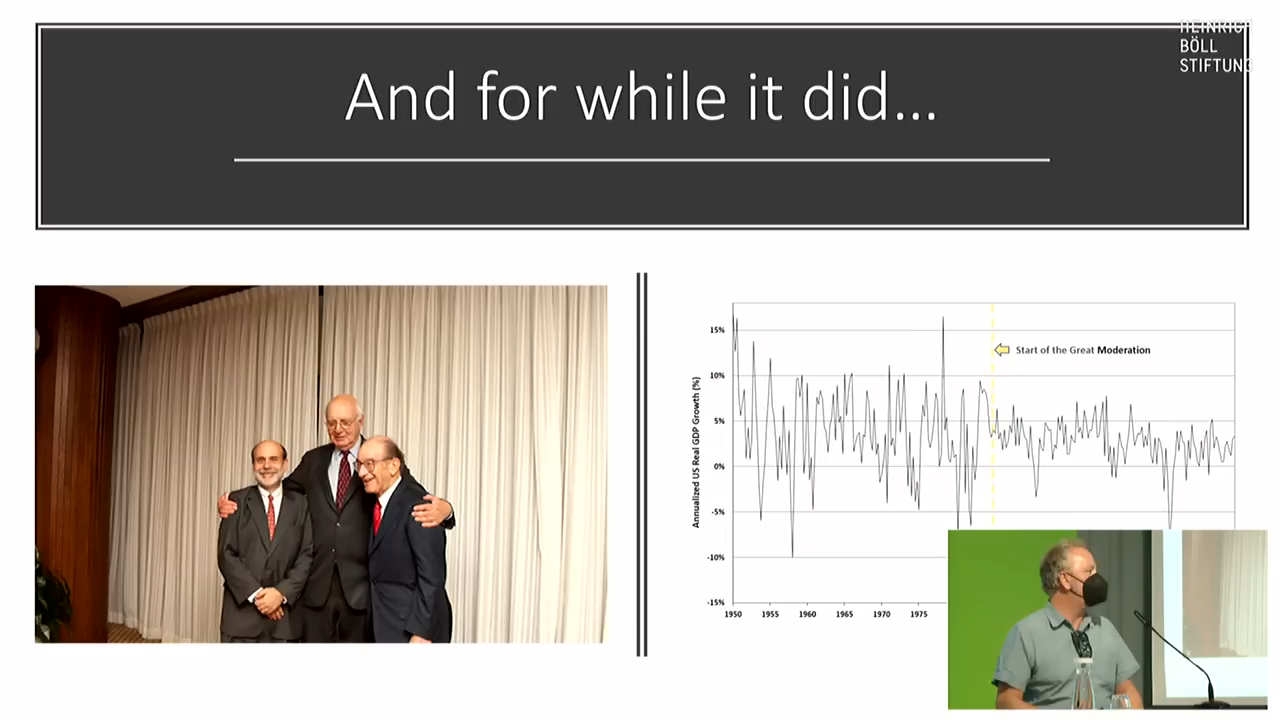 HEINRICH
BÖLL
STIFTUNG
And for while it did...
15%
10%
5%
0%
-5%
-10%
-15%
Annualized US Real GDP Growth (%)
Start of the Great Moderation
1950 1955 1960 1965 1970 1975